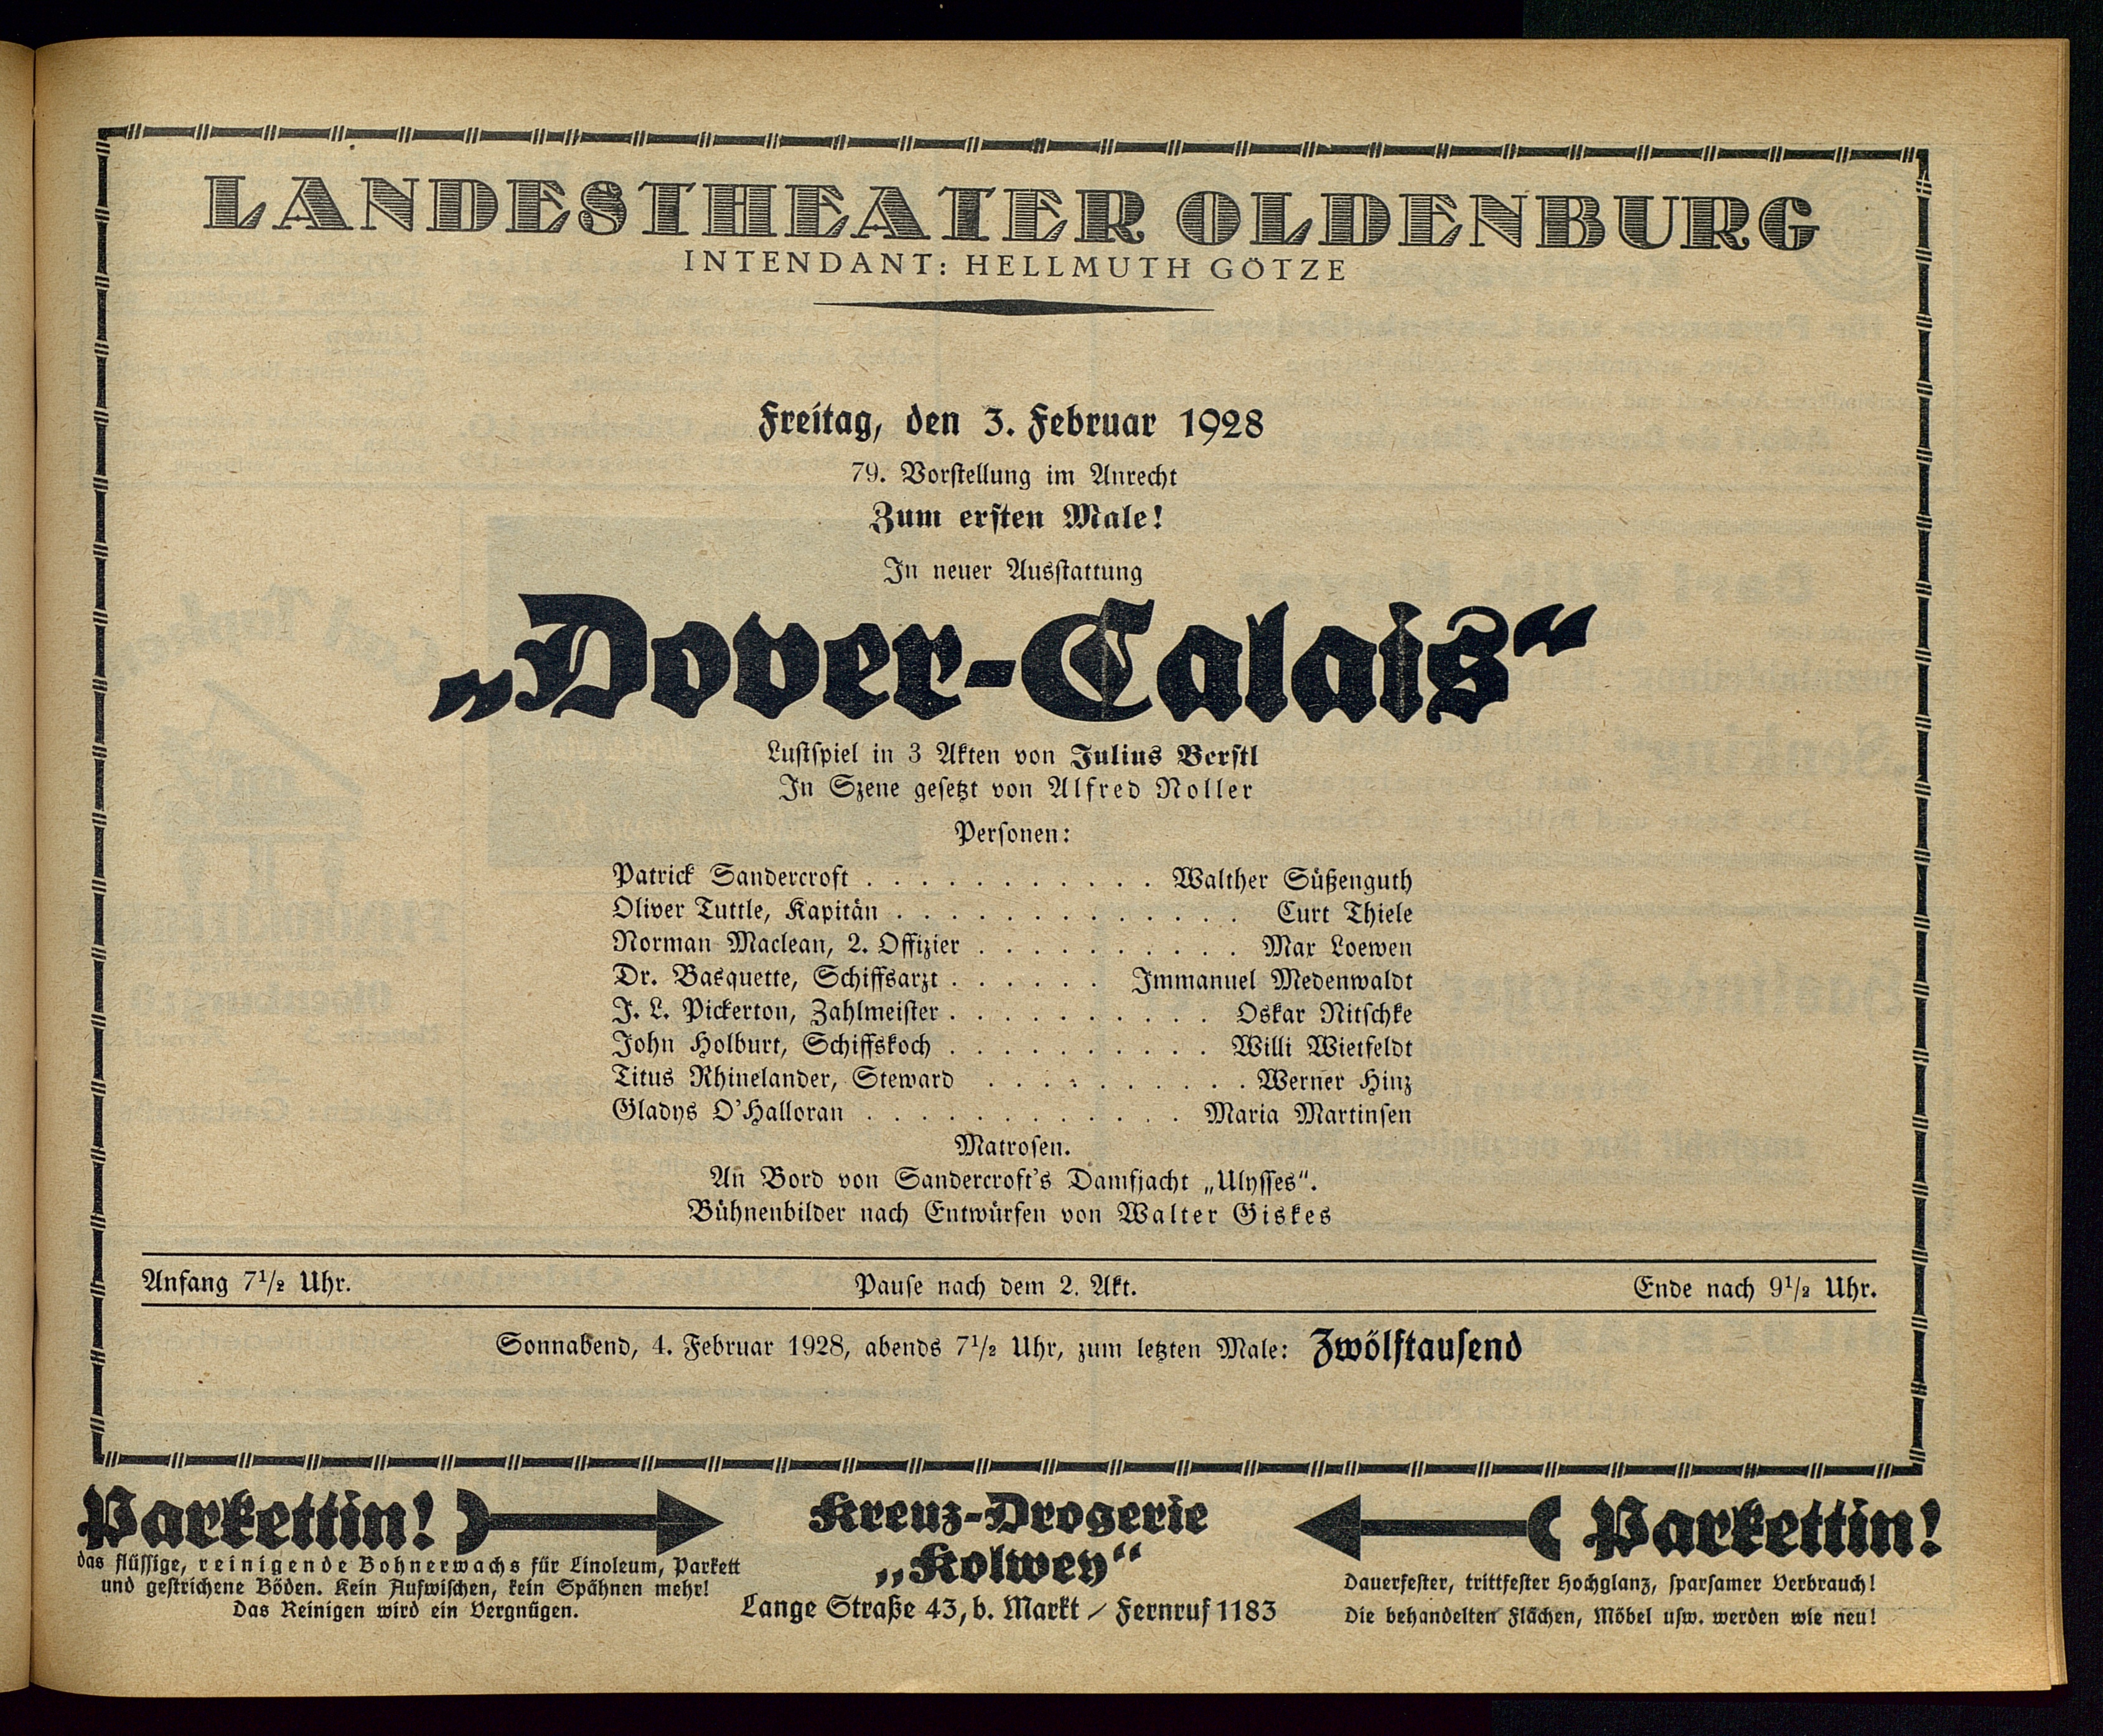 LANDESTHEATER OLDENBURG
INTENDANT: HELLMUTH GÖTZE
Freitag, den 3. Februar 1928
79. Vorstellung im Anrecht
Zum ersten Male!
In neuer Ausstattung
„Dover-Calais“
Lustspiel in 3 Akten von Julius Berstl
In Szene gesetzt von Alfred Noller
Personen:
Patrick Sandercroft . . . . . . . . . . . Walther Süßenguth
Oliver Tuttle, Kapitän . . . . . . . . . . . . . Curt Thiele
Norman Maclean, 2. Offizier . . . . . . . . . . Max Loewen
Dr. Basquette, Schiffsarzt . . . . . . Immanuel Medenwaldt
J. L. Pickerton, Zahlmeister . . . . . . . . . . Oskar Nitschke
John Holburt, Schiffskoch . . . . . . . . . . Willi Wietfeldt
Titus Rhinelander, Steward . . . . . . . . . . Werner Hinz
Gladys O'Halloran . . . . . . . . . . . . Maria Martinsen
Matrosen.
An Bord von Sandercroft's Damfjacht „Ulysses“.
Bühnenbilder nach Entwürfen von Walter Giskes
Anfang 7½ Uhr. Pause nach dem 2. Akt. Ende nach 9½ Uhr.
Sonnabend, 4. Februar 1928, abends 7½ Uhr, zum letzten Male: Zwölftausend
Parkettin!
das flüssige, reinigende Bohnerwachs für Linoleum, Parkett
und gestrichene Böden. Kein Aufwischen, kein Spähnen mehr!
Das Reinigen wird ein Vergnügen.
Kreuz-Drogerie
„Kolwey“
Lange Straße 43, b. Markt / Fernruf 1183
Parkettin!
Dauerfester, trittfester Hochglanz, sparsamer Verbrauch!
Die behandelten Flächen, Möbel usw. werden wie neu!